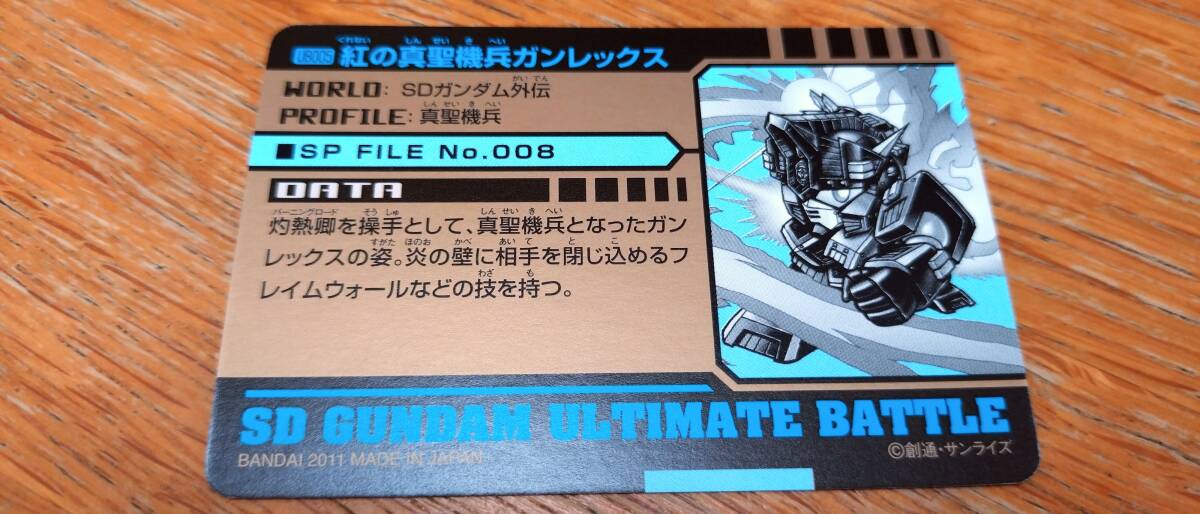 UB005 紅の真聖機兵ガンレックス
WORLD: SDガンダム外伝
PROFILE: 真聖機兵
■SP FILE No.008
DATA
灼熱卿を操手として、真聖機兵となったガン
レックスの姿。炎の壁に相手を閉じ込めるフ
レイムウォールなどの技を持つ。
SD GUNDAM ULTIMATE BATTLE
BANDAI 2011 MADE IN JAPAN
©創通・サンライズ